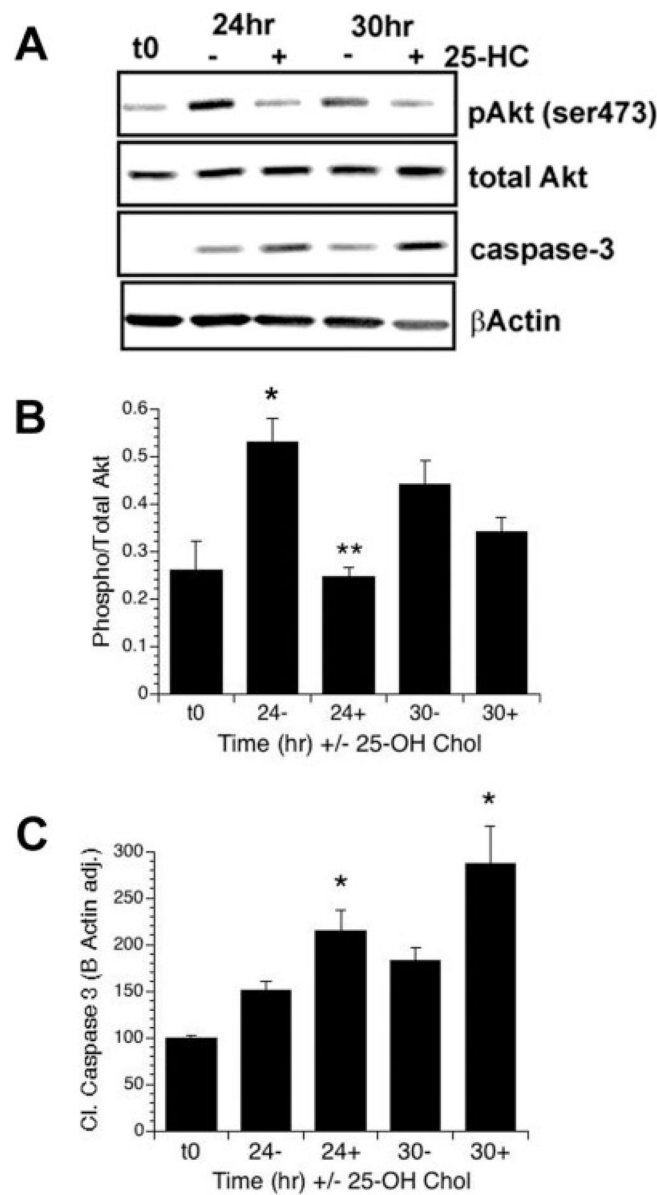 A
24hr 30hr
t0 - + - + 25-HC
pAkt (ser473)
total Akt
caspase-3
βActin
B
Phospho/Total Akt
0.6
0.5
0.4
0.3
0.2
0.1
0
*
**
t0 24- 24+ 30- 30+
Time (hr) +/- 25-OH Chol
C
Cl. Caspase 3 (B Actin adj.)
300
250
200
150
100
50
0
*
*
t0 24- 24+ 30- 30+
Time (hr) +/- 25-OH Chol